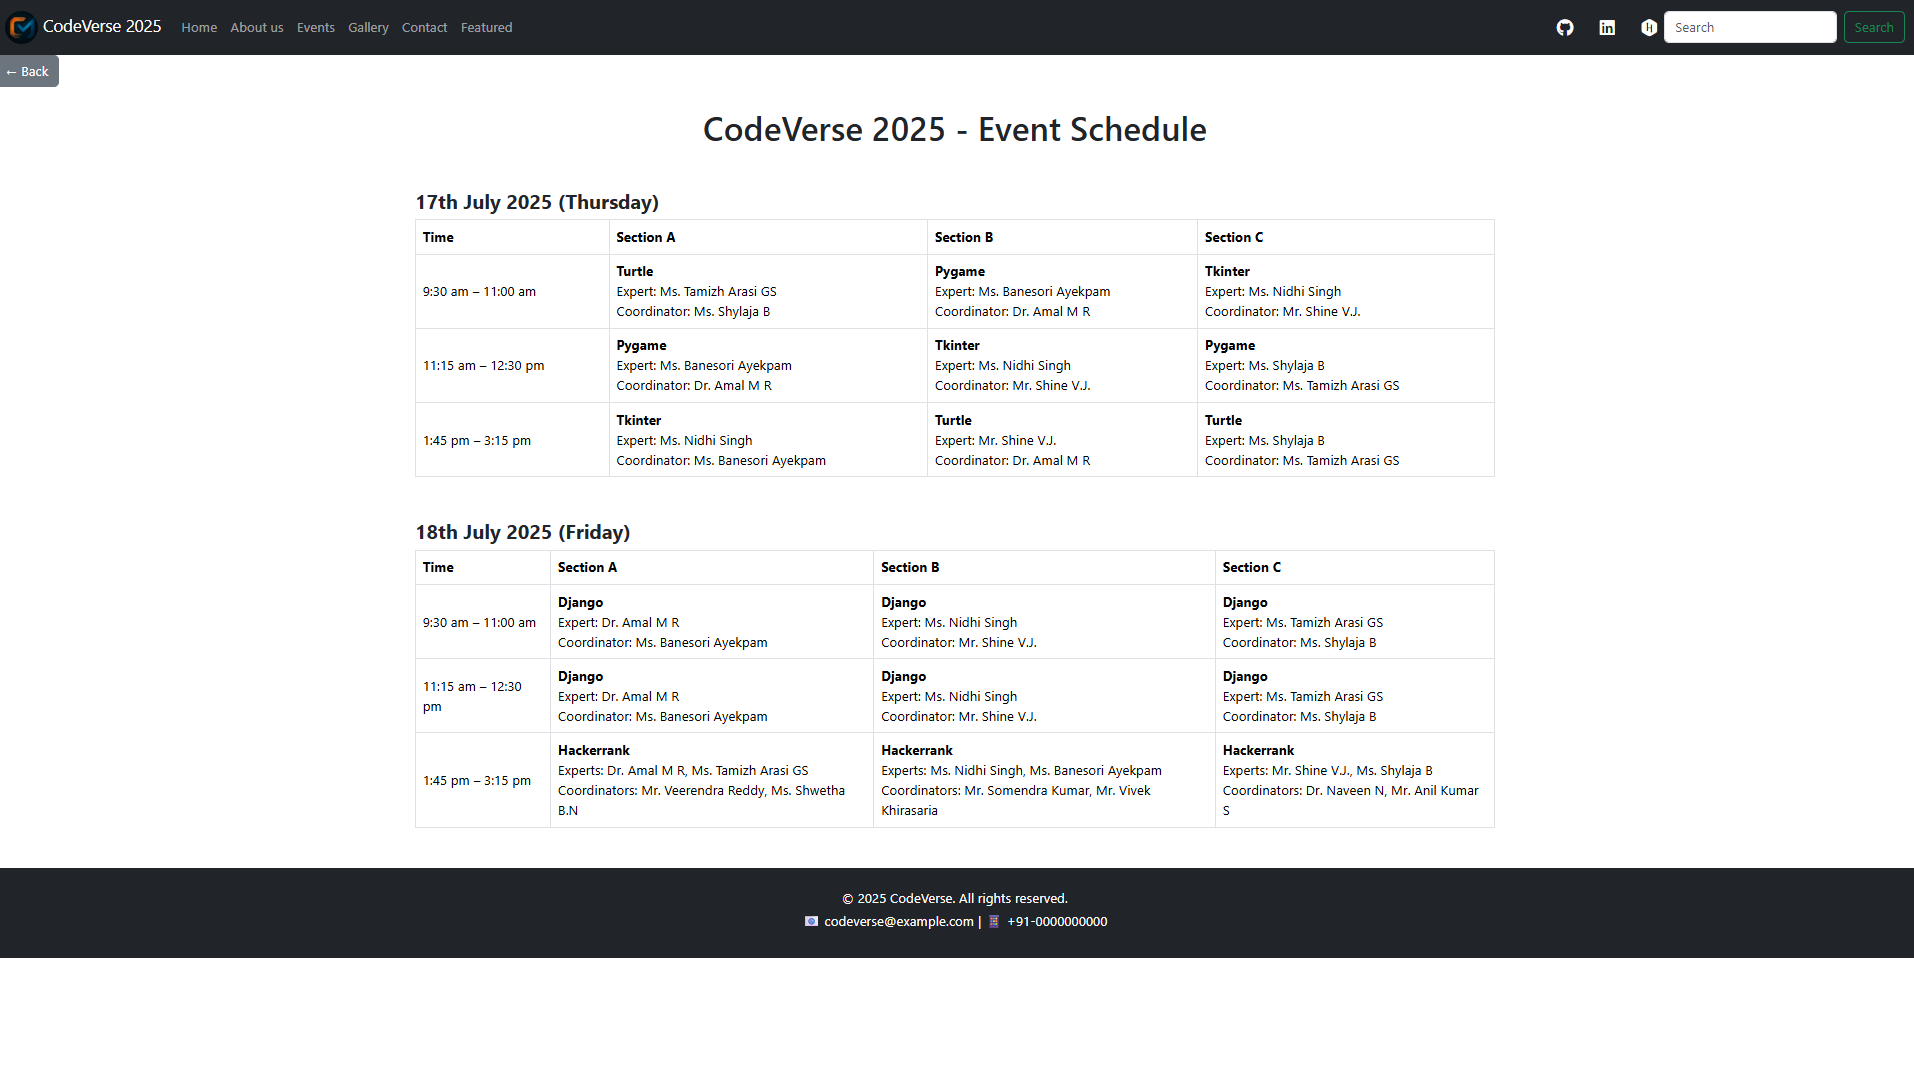 CodeVerse 2025 Home About us Events Gallery Contact Featured Search Search
← Back
CodeVerse 2025 - Event Schedule
17th July 2025 (Thursday)
Time Section A Section B Section C
9:30 am – 11:00 am
Turtle
Expert: Ms. Tamizh Arasi GS
Coordinator: Ms. Shylaja B
Pygame
Expert: Ms. Banesori Ayekpam
Coordinator: Dr. Amal M R
Tkinter
Expert: Ms. Nidhi Singh
Coordinator: Mr. Shine V.J.
11:15 am – 12:30 pm
Pygame
Expert: Ms. Banesori Ayekpam
Coordinator: Dr. Amal M R
Tkinter
Expert: Ms. Nidhi Singh
Coordinator: Mr. Shine V.J.
Pygame
Expert: Ms. Shylaja B
Coordinator: Ms. Tamizh Arasi GS
1:45 pm – 3:15 pm
Tkinter
Expert: Ms. Nidhi Singh
Coordinator: Ms. Banesori Ayekpam
Turtle
Expert: Mr. Shine V.J.
Coordinator: Dr. Amal M R
Turtle
Expert: Ms. Shylaja B
Coordinator: Ms. Tamizh Arasi GS
18th July 2025 (Friday)
Time Section A Section B Section C
9:30 am – 11:00 am
Django
Expert: Dr. Amal M R
Coordinator: Ms. Banesori Ayekpam
Django
Expert: Ms. Nidhi Singh
Coordinator: Mr. Shine V.J.
Django
Expert: Ms. Tamizh Arasi GS
Coordinator: Ms. Shylaja B
11:15 am – 12:30
pm
Django
Expert: Dr. Amal M R
Coordinator: Ms. Banesori Ayekpam
Django
Expert: Ms. Nidhi Singh
Coordinator: Mr. Shine V.J.
Django
Expert: Ms. Tamizh Arasi GS
Coordinator: Ms. Shylaja B
1:45 pm – 3:15 pm
Hackerrank
Experts: Dr. Amal M R, Ms. Tamizh Arasi GS
Coordinators: Mr. Veerendra Reddy, Ms. Shwetha
B.N
Hackerrank
Experts: Ms. Nidhi Singh, Ms. Banesori Ayekpam
Coordinators: Mr. Somendra Kumar, Mr. Vivek
Khirasaria
Hackerrank
Experts: Mr. Shine V.J., Ms. Shylaja B
Coordinators: Dr. Naveen N, Mr. Anil Kumar
S
© 2025 CodeVerse. All rights reserved.
codeverse@example.com | +91-0000000000